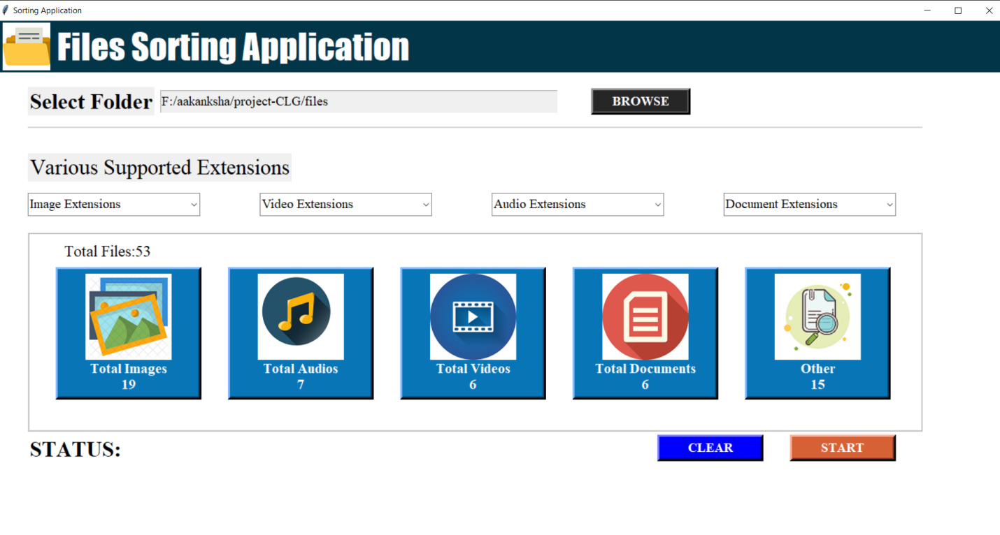 Sorting Application
Files Sorting Application
Select Folder F:/aakanksha/project-CLG/files BROWSE
Various Supported Extensions
Image Extensions Video Extensions Audio Extensions Document Extensions
Total Files:53
Total Images Total Audios Total Videos Total Documents Other
19 7 6 6 15
STATUS: CLEAR START